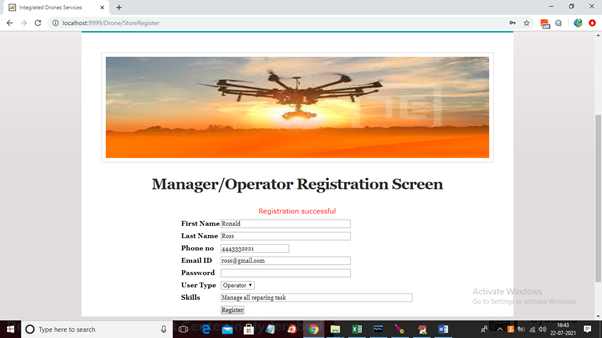 Integrated Drones Services
localhost:9999/Drone/StoreRegister
Manager/Operator Registration Screen
Registration successful
First Name Ronald
Last Name Ross
Phone no 4443332221
Email ID ross@gmail.com
Password
User Type Operator
Skills Manage all reparing task
Register
Activate Windows
Go to Settings to activate Windows.
Type here to search
16:43
22-07-2021